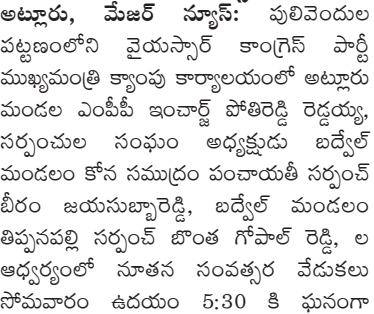 అట్లూరు, మేజర్ న్యూస్: పులివెందుల
పట్టణంలోని వైయస్సార్ కాంగ్రెస్ పార్టీ
ముఖ్యమంత్రి క్యాంపు కార్యాలయంలో అట్లూరు
మండల ఎంపీపీ ఇంచార్జ్ పోతిరెడ్డి రెడ్డయ్య,
సర్పంచుల సంఘం అధ్యక్షుడు బద్వేల్
మండలం కోన సముద్రం పంచాయతీ సర్పంచ్
బీరం జయసుబ్బారెడ్డి, బద్వేల్ మండలం
తిప్పనపల్లి సర్పంచ్ బొంత గోపాల్ రెడ్డి, ల
ఆధ్వర్యంలో నూతన సంవత్సర వేడుకలు
సోమవారం ఉదయం 5:30 కి ఘనంగా